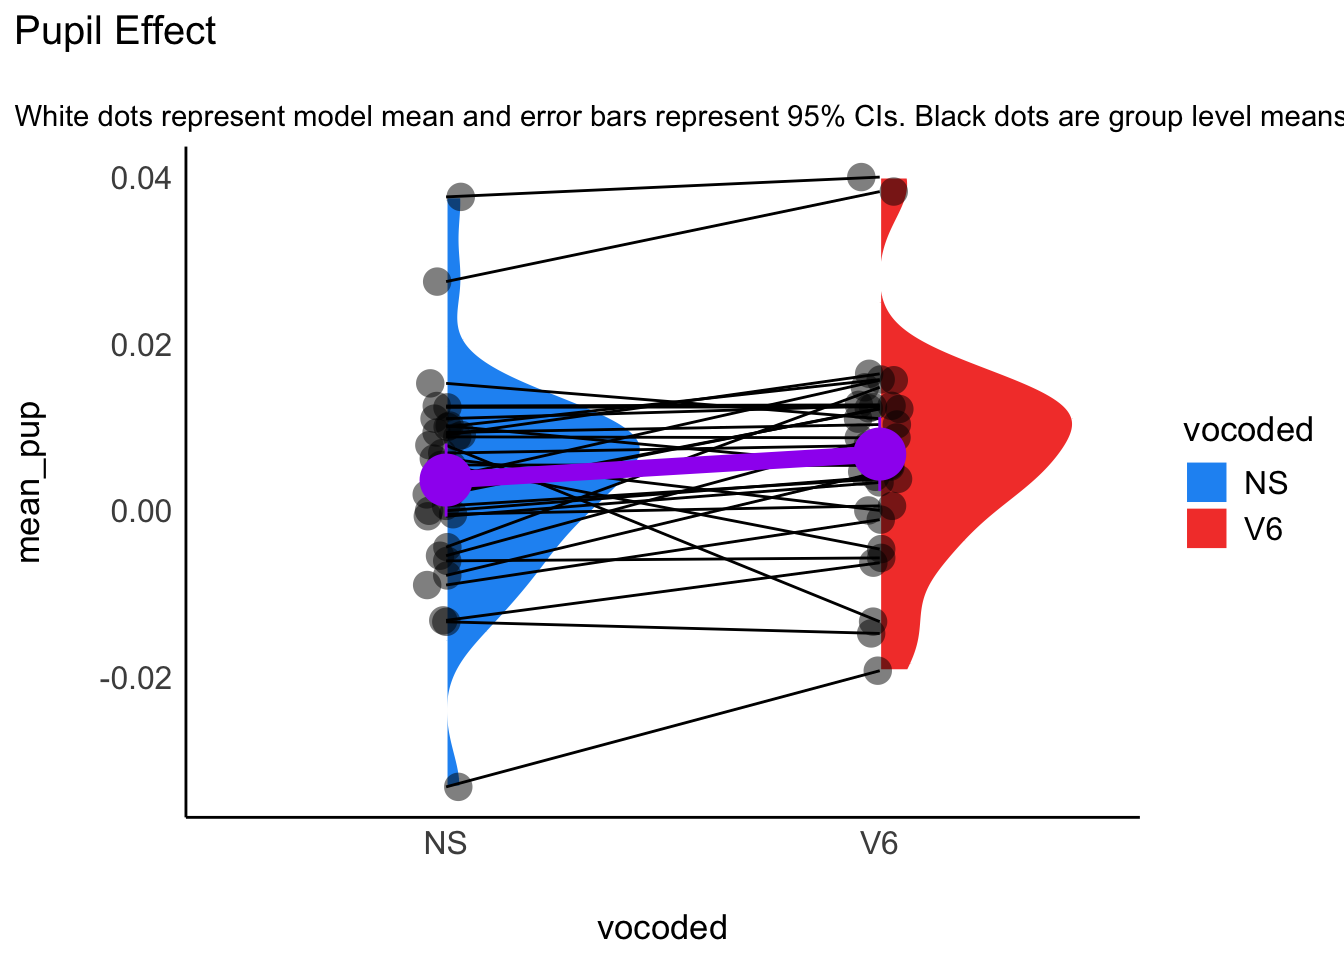 Pupil Effect
White dots represent model mean and error bars represent 95% CIs. Black dots are group level means
0.04
0.02
0.00
-0.02
mean_pup
NS
V6
vocoded
vocoded
NS
V6